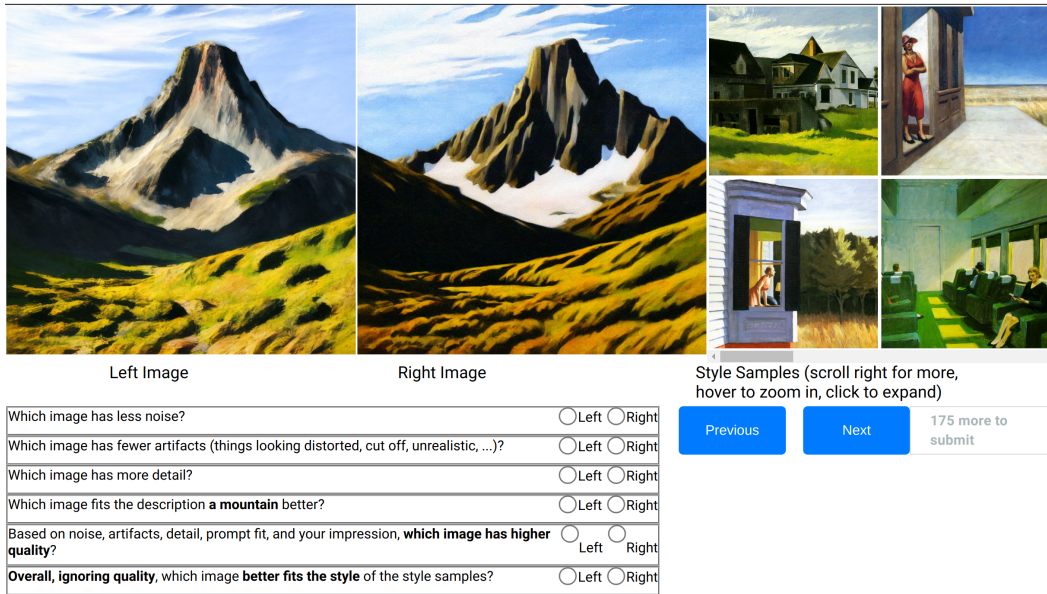 Left Image
Right Image
Style Samples (scroll right for more,
hover to zoom in, click to expand)
Which image has less noise?
Left
Right
Which image has fewer artifacts (things looking distorted, cut off, unrealistic, ...)?
Left
Right
Which image has more detail?
Left
Right
Which image fits the description a mountain better?
Left
Right
Based on noise, artifacts, detail, prompt fit, and your impression, which image has higher
quality?
Left
Right
Overall, ignoring quality, which image better fits the style of the style samples?
Left
Right
Previous
Next
175 more to
submit